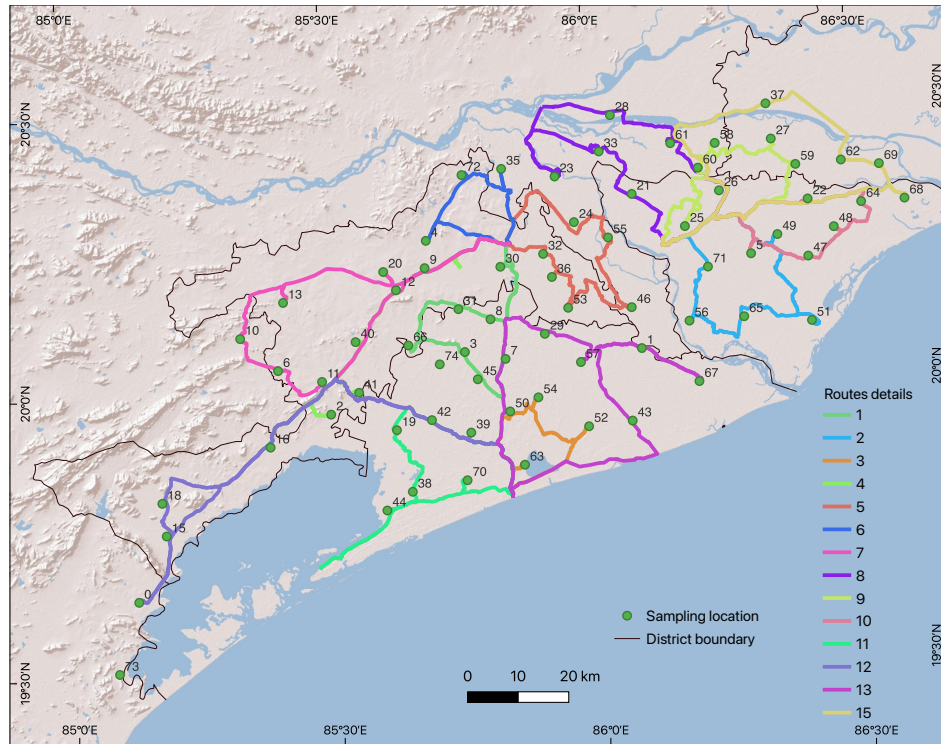 85°0'E 85°30'E 86°0'E 86°30'E
20°30'N 20°30'N
37
28
61 58 27
33
60 59 62 69
72 35
23
26
21 22 64 68
24 25
55 49 48
4 32 5 47
9 30 71
20 36
12
13 53 46
31
8 56 65 51
10 40 66 29
3 7 57 1
74
6 45 67
11
41 54
2 50
19 42 52 43
39
10
63
70
38
18 44
15
0
73
20°0'N 20°0'N
19°30'N 19°30'N
Routes details
1
2
3
4
5
6
7
8
9
10
11
12
13
15
Sampling location
District boundary
0 10 20 km
85°0'E 85°30'E 86°0'E 86°30'E